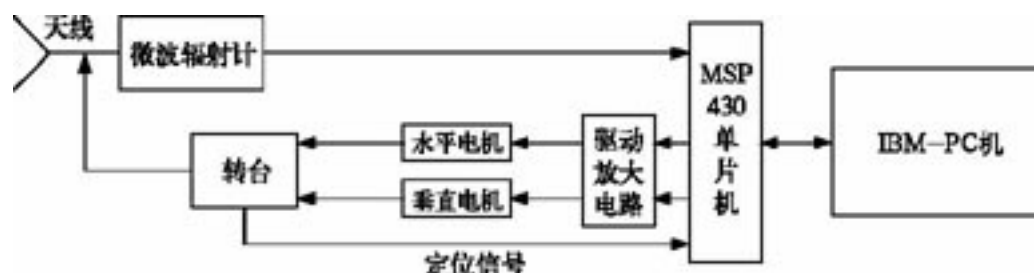 天线
微波辐射计
MSP
430
单
片
机
IBM-PC机
水平电机
驱动
放大
电路
转台
垂直电机
定位信号